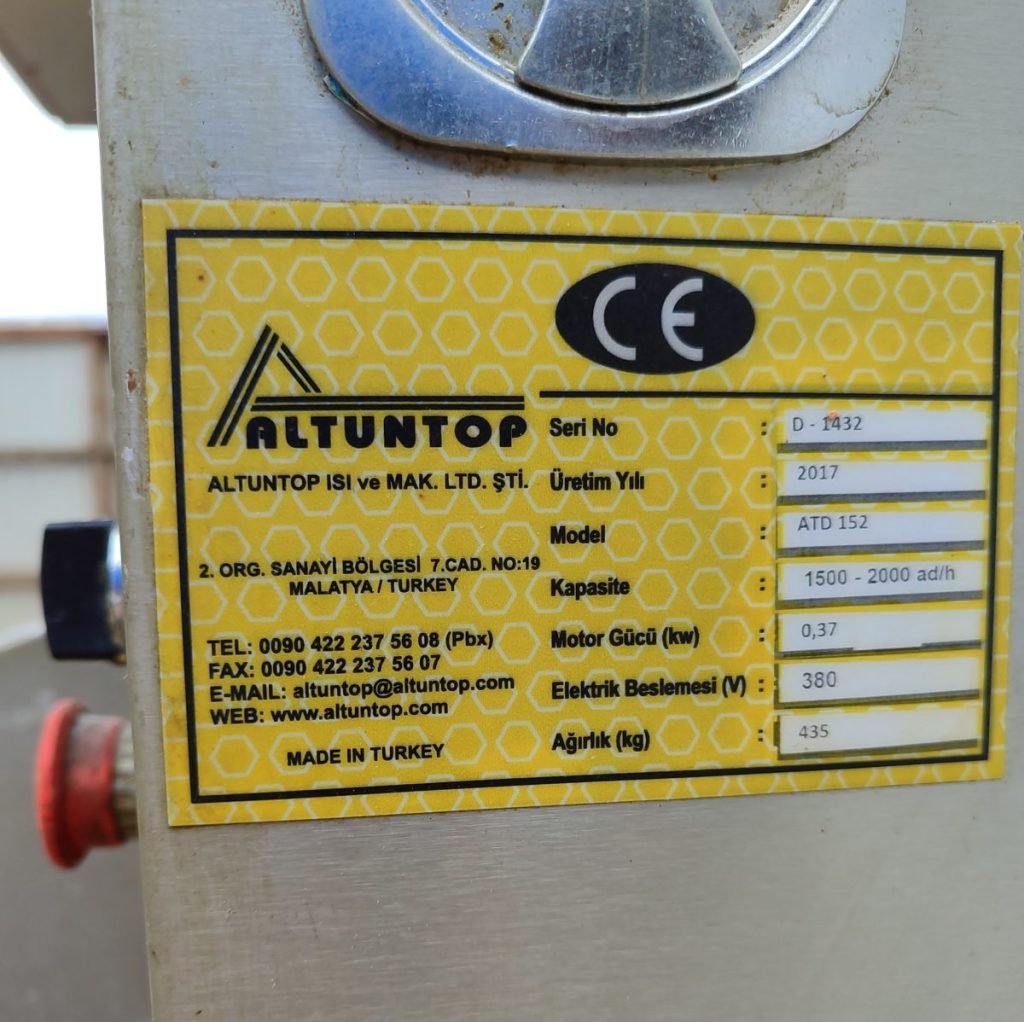 CE
ALTUNTOP
ALTUNTOP ISI ve MAK. LTD. ŞTİ.
2. ORG. SANAYİ BÖLGESİ 7.CAD. NO:19
MALATYA / TURKEY
TEL: 0090 422 237 56 08 (Pbx)
FAX: 0090 422 237 56 07
E-MAIL: altuntop@altuntop.com
WEB: www.altuntop.com
MADE IN TURKEY
Seri No : D - 1432
Üretim Yılı : 2017
Model : ATD 152
Kapasite : 1500 - 2000 ad/h
Motor Gücü (kw) : 0,37
Elektrik Beslemesi (V) : 380
Ağırlık (kg) : 435